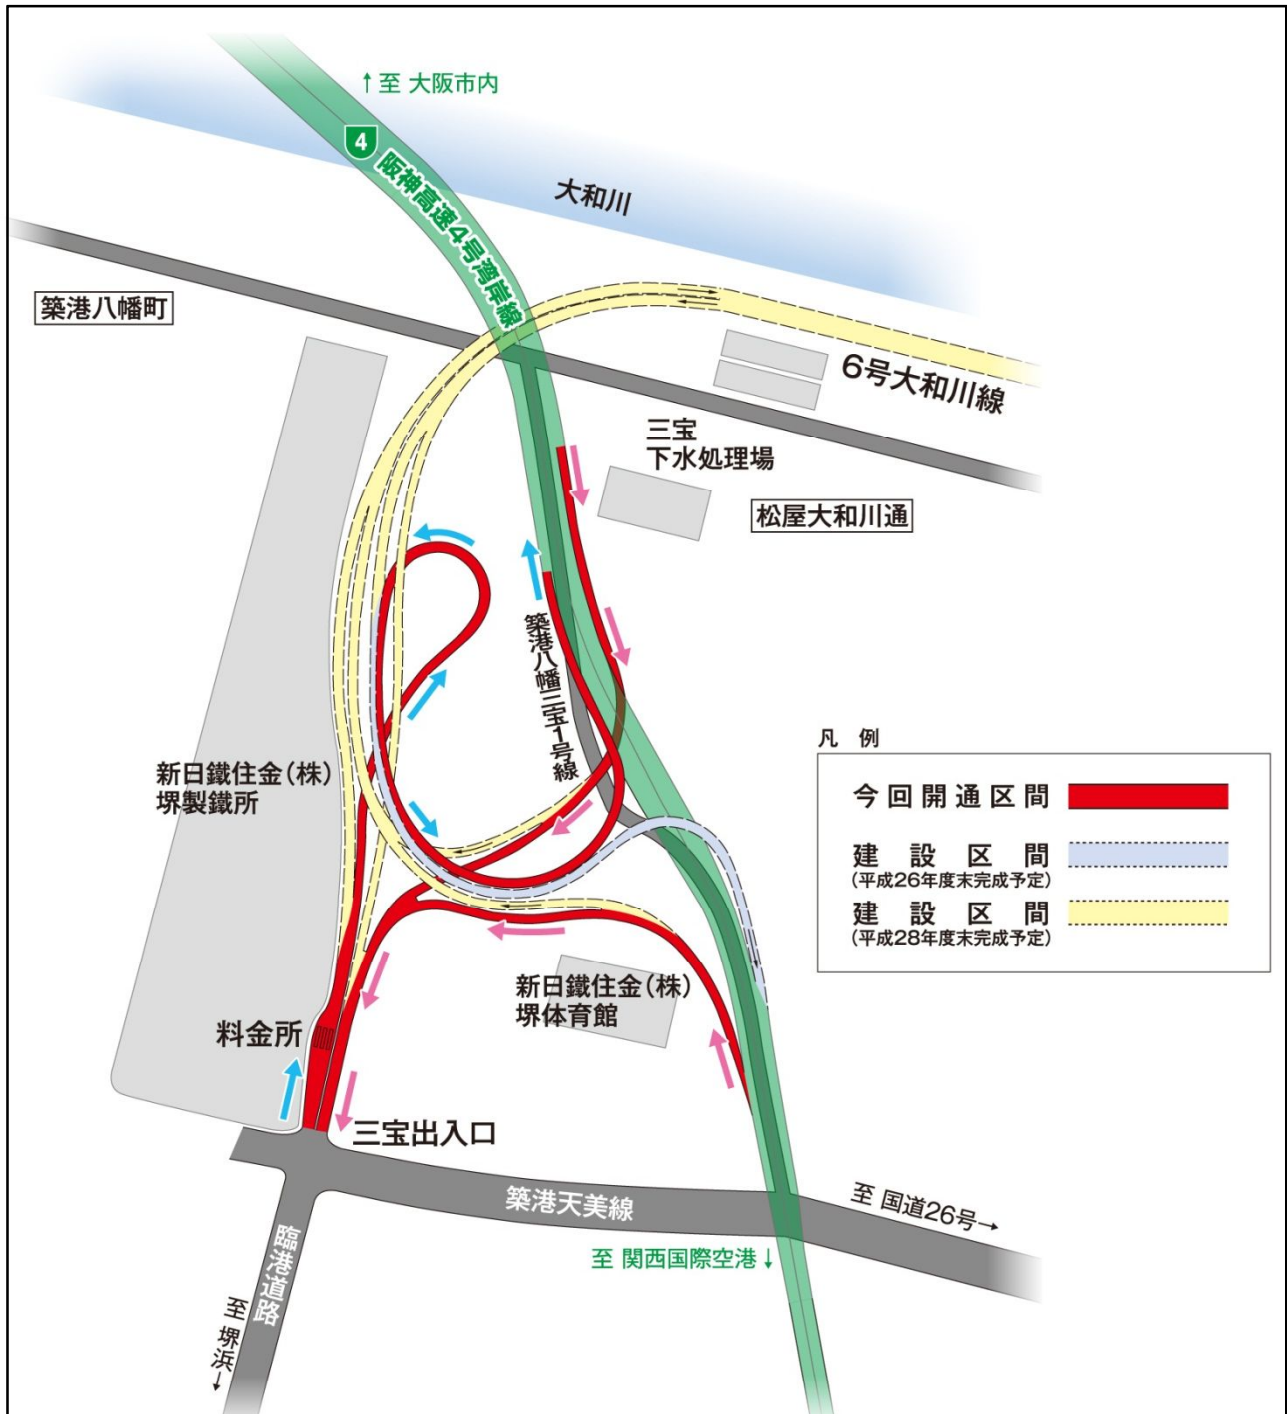 ↑至 大阪市内
4
阪神高速4号湾岸線
大和川
築港八幡町
6号大和川線
三宝
下水処理場
松屋大和川通
築港八幡三宝1号線
新日鐵住金(株)
堺製鐵所
凡 例
今回開通区間
建設区間
(平成26年度末完成予定)
建設区間
(平成28年度末完成予定)
新日鐵住金(株)
堺体育館
料金所
三宝出入口
築港天美線
至 国道26号→
至 関西国際空港↓
臨港道路
至 堺浜→